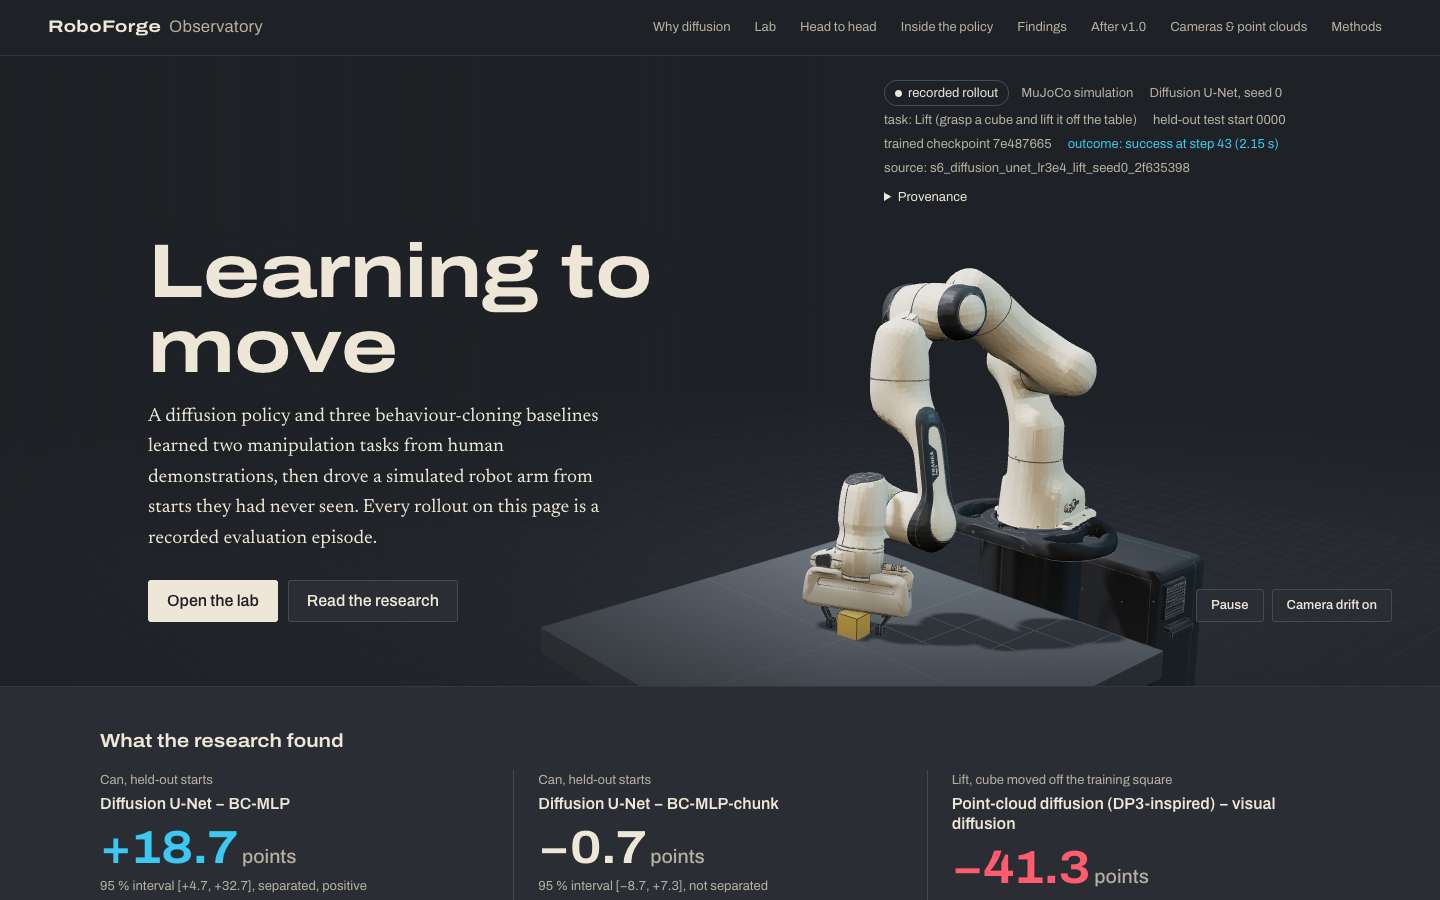 RoboForge Observatory
Why diffusion Lab Head to head Inside the policy Findings After v1.0 Cameras & point clouds Methods
recorded rollout MuJoCo simulation Diffusion U-Net, seed 0
task: Lift (grasp a cube and lift it off the table) held-out test start 0000
trained checkpoint 7e487665 outcome: success at step 43 (2.15 s)
source: s6_diffusion_unet_lr3e4_lift_seed0_2f635398
Provenance
Learning to
move
A diffusion policy and three behaviour-cloning baselines
learned two manipulation tasks from human
demonstrations, then drove a simulated robot arm from
starts they had never seen. Every rollout on this page is a
recorded evaluation episode.
Open the lab Read the research
Pause Camera drift on
What the research found
Can, held-out starts
Diffusion U-Net – BC-MLP
+18.7 points
95 % interval [+4.7, +32.7], separated, positive
Can, held-out starts
Diffusion U-Net – BC-MLP-chunk
−0.7 points
95 % interval [−8.7, +7.3], not separated
Lift, cube moved off the training square
Point-cloud diffusion (DP3-inspired) – visual
diffusion
−41.3 points